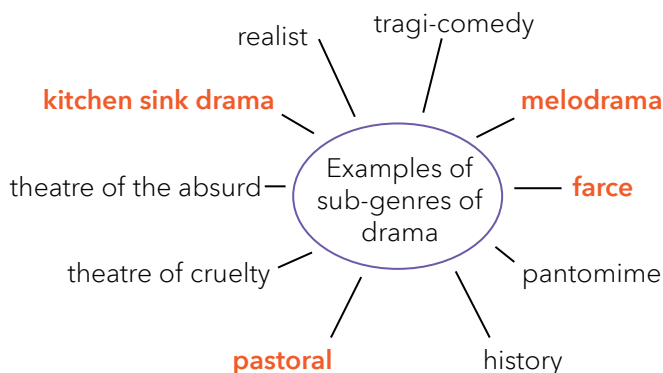 tragi-comedy
realist
kitchen sink drama
melodrama
Examples of
sub-genres of
drama
theatre of the absurd
farce
theatre of cruelty
pantomime
pastoral
history